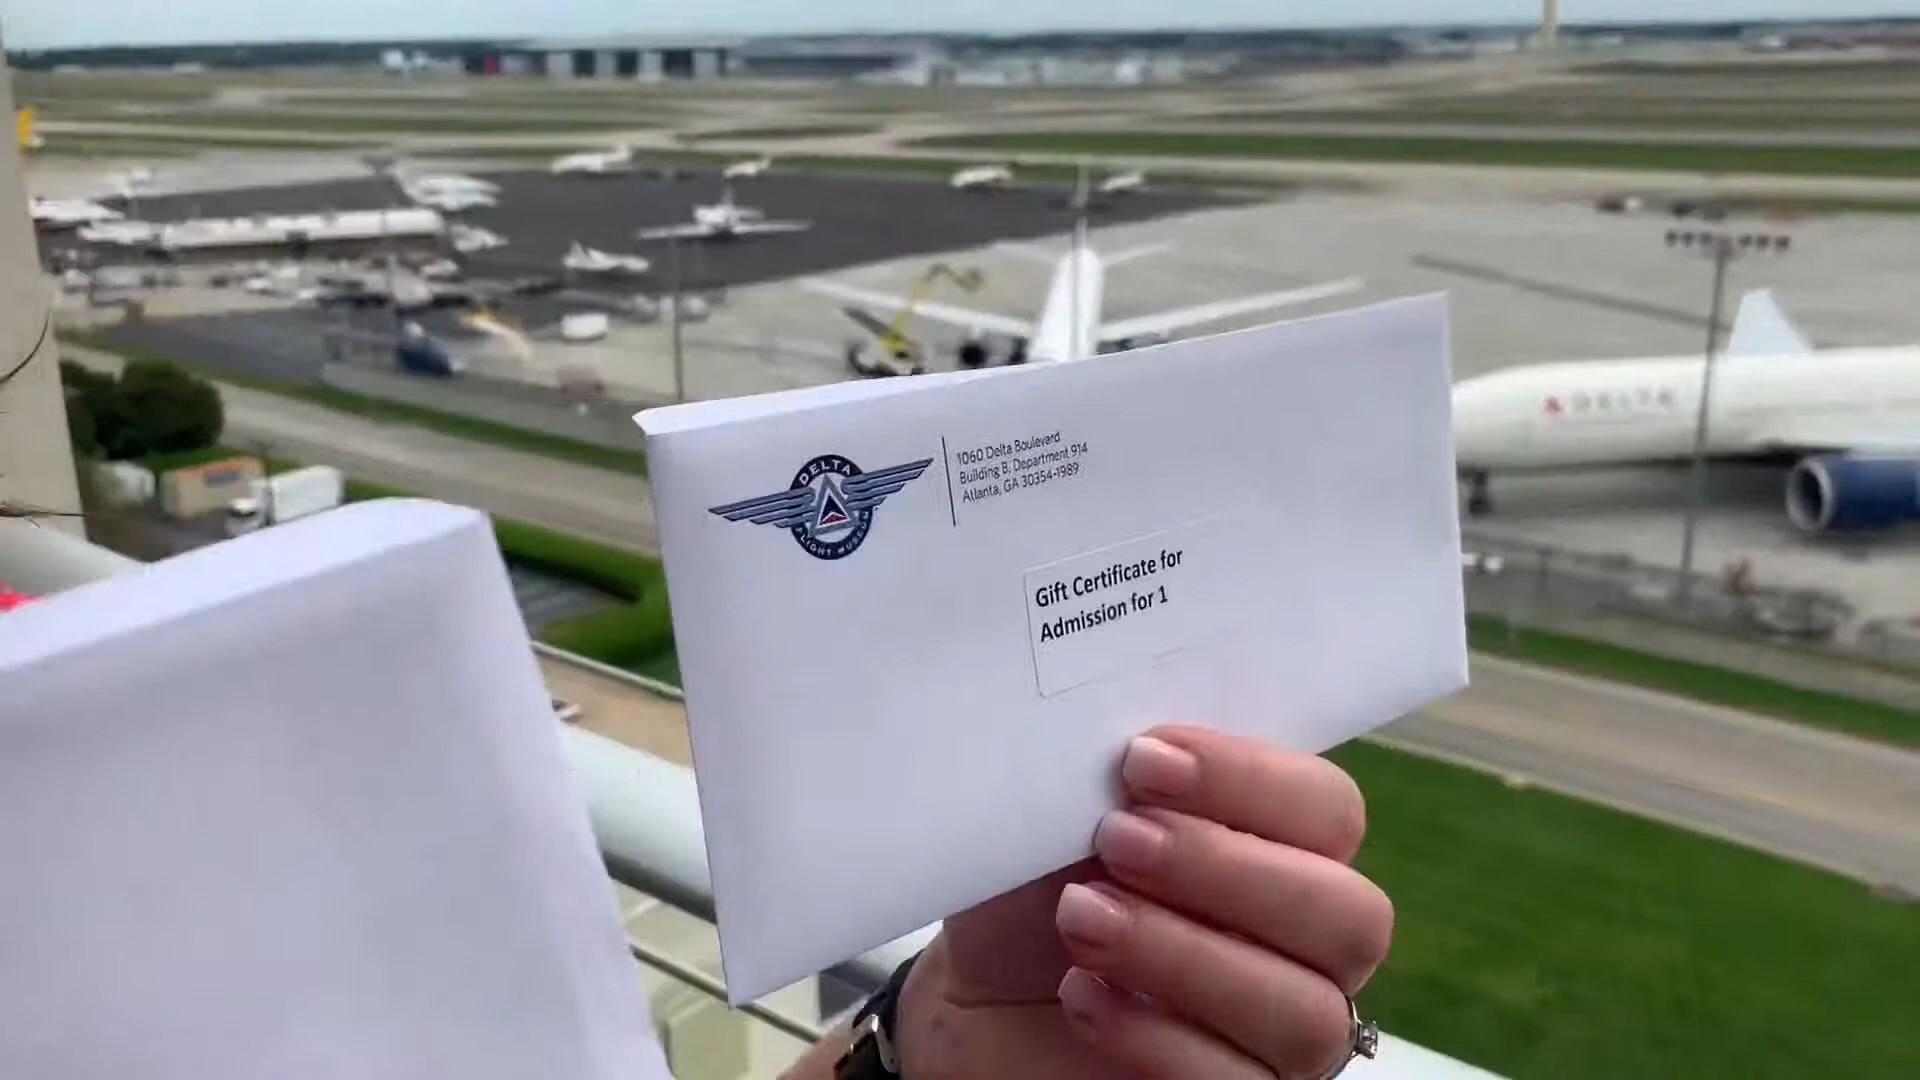 DELTA
FLIGHT MUSEUM
1060 Delta Boulevard
Building B, Department 914
Atlanta, GA 30354-1989
Gift Certificate for
Admission for 1
DELTA